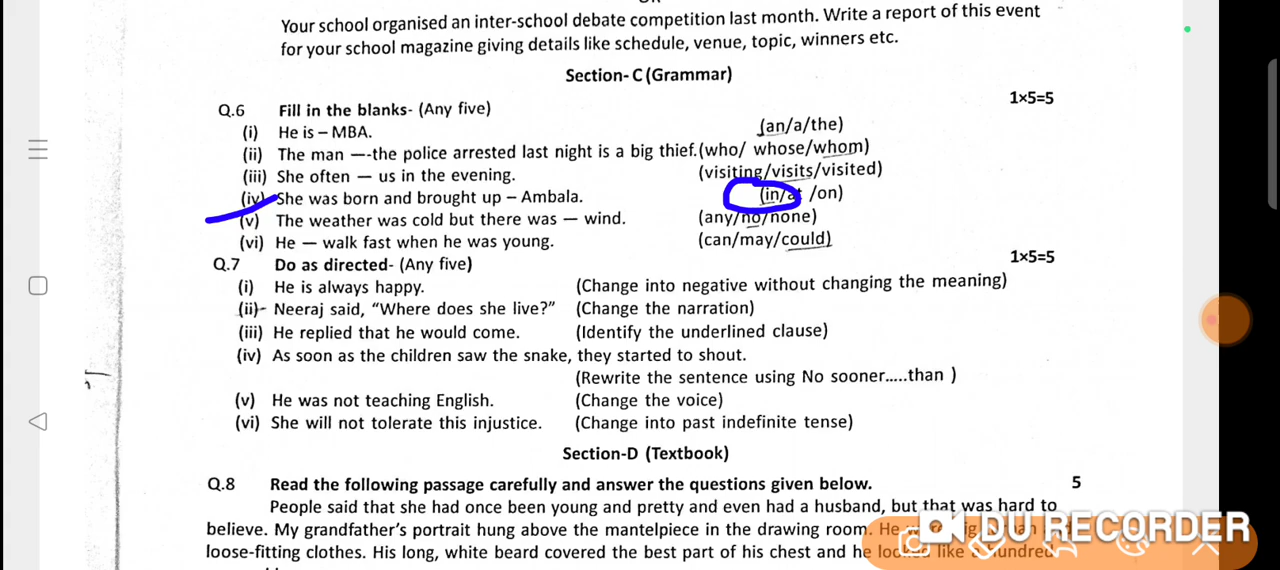 Your school organised an inter-school debate competition last month. Write a report of this event
for your school magazine giving details like schedule, venue, topic, winners etc.
Section- C (Grammar)
Q.6 Fill in the blanks- (Any five) 1×5=5
(i) He is – MBA. (an/a/the)
(ii) The man —-the police arrested last night is a big thief.(who/ whose/whom)
(iii) She often — us in the evening. (visiting/visits/visited)
(iv) She was born and brought up – Ambala. (in/at /on)
(v) The weather was cold but there was — wind. (any/no/none)
(vi) He — walk fast when he was young. (can/may/could)
Q.7 Do as directed- (Any five) 1×5=5
(i) He is always happy. (Change into negative without changing the meaning)
(ii)- Neeraj said, “Where does she live?” (Change the narration)
(iii) He replied that he would come. (Identify the underlined clause)
(iv) As soon as the children saw the snake, they started to shout.
(Rewrite the sentence using No sooner.....than )
(v) He was not teaching English. (Change the voice)
(vi) She will not tolerate this injustice. (Change into past indefinite tense)
Section-D (Textbook)
Q.8 Read the following passage carefully and answer the questions given below. 5
People said that she had once been young and pretty and even had a husband, but that was hard to
believe. My grandfather’s portrait hung above the mantelpiece in the drawing room. He
loose-fitting clothes. His long, white beard covered the best part of his chest and he looked like hundred
DU RECORDER